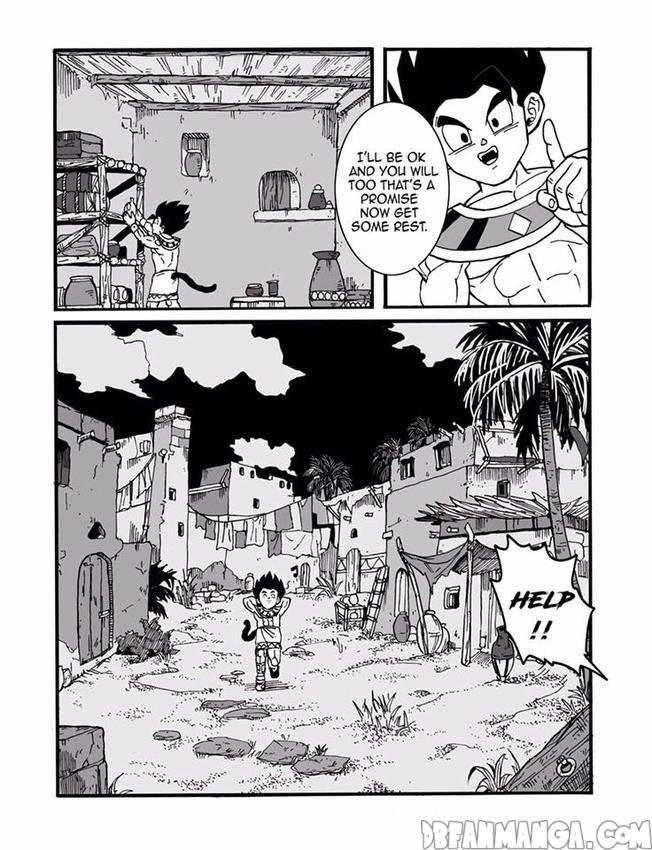 I'LL BE OK
AND YOU WILL
TOO THAT'S A
PROMISE
NOW GET
SOME REST.
HELP
!!
DBFANMANGA.COM